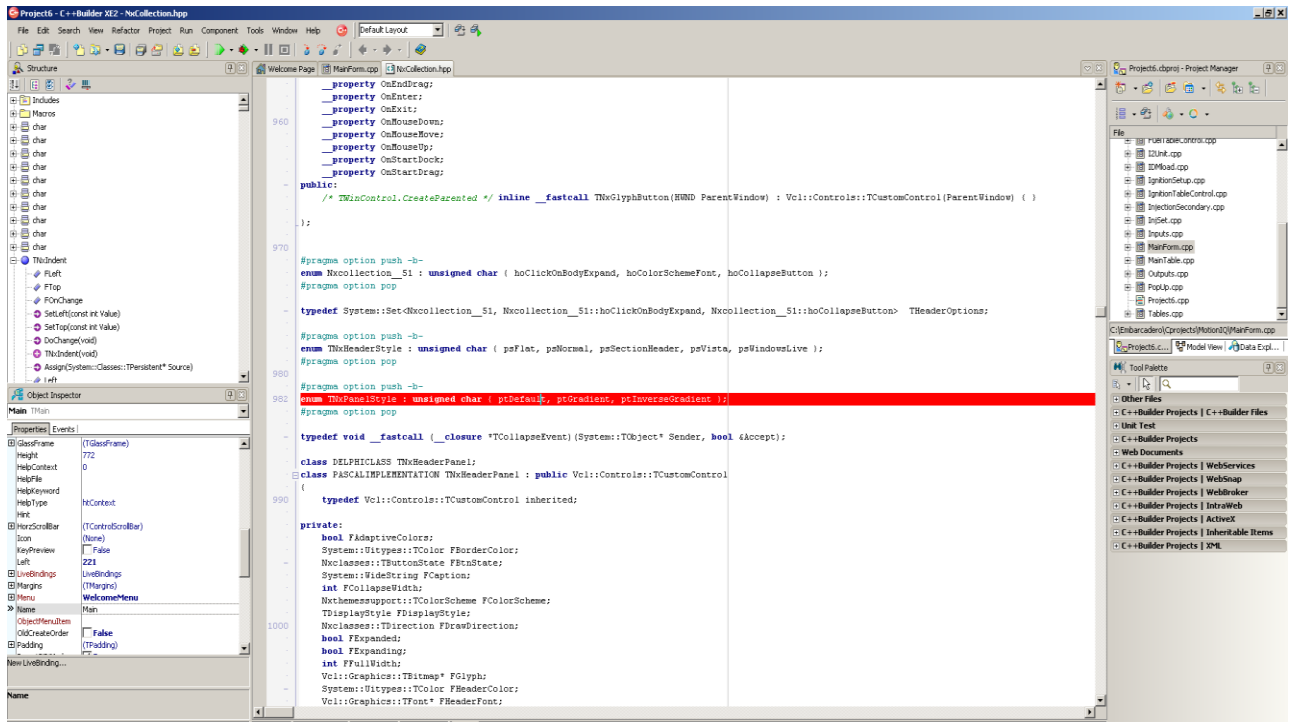 Project6 - C++Builder XE2 - NxCollection.hpp
File Edit Search View Refactor Project Run Component Tools Window Help Default Layout
Structure
Includes
Macros
char
char
char
char
char
char
char
char
char
char
TNxIndent
FLeft
FTop
FOnChange
SetLeft(const int Value)
SetTop(const int Value)
DoChange(void)
TNxIndent(void)
Assign(System::Classes::TPersistent* Source)
Left
Object Inspector
Main TMain
Properties Events
GlassFrame (TGlassFrame)
Height 772
HelpContext 0
HelpFile
HelpKeyword
HelpType htContext
Hint
HorzScrollBar (TControlScrollBar)
Icon (None)
KeyPreview False
Left 221
LiveBindings LiveBindings
Margins (TMargins)
Menu WelcomeMenu
Name Main
ObjectMenuItem
OldCreateOrder False
Padding (TPadding)
New LiveBinding...
Name
Welcome Page MainForm.cpp NxCollection.hpp
__property OnEndDrag;
__property OnEnter;
__property OnExit;
960 __property OnMouseDown;
__property OnMouseMove;
__property OnMouseUp;
__property OnStartDock;
__property OnStartDrag;
public:
/* TWinControl.CreateParented */ inline __fastcall TNxGlyphButton(HWND ParentWindow) : Vcl::Controls::TCustomControl(ParentWindow) { }
};
970
#pragma option push -b-
enum Nxcollection__51 : unsigned char { hoClickOnBodyExpand, hoColorSchemeFont, hoCollapseButton };
#pragma option pop
typedef System::Set<Nxcollection__51, Nxcollection__51::hoClickOnBodyExpand, Nxcollection__51::hoCollapseButton> THeaderOptions;
#pragma option push -b-
enum TNxHeaderStyle : unsigned char { psFlat, psNormal, psSectionHeader, psVista, psWindowsLive };
#pragma option pop
980
#pragma option push -b-
982 enum TNxPanelStyle : unsigned char { ptDefault, ptGradient, ptInverseGradient };
#pragma option pop
typedef void __fastcall (__closure *TCollapseEvent)(System::TObject* Sender, bool &Accept);
class DELPHICLASS TNxHeaderPanel;
class PASCALIMPLEMENTATION TNxHeaderPanel : public Vcl::Controls::TCustomControl
{
990 typedef Vcl::Controls::TCustomControl inherited;
private:
bool FAdaptiveColors;
System::Uitypes::TColor FBorderColor;
Nxclasses::TButtonState FBtnState;
System::WideString FCaption;
int FCollapseWidth;
Nxthemessupport::TColorScheme FColorScheme;
TDisplayStyle FDisplayStyle;
1000 Nxclasses::TDirection FDrawDirection;
bool FExpanded;
bool FExpanding;
int FFullWidth;
Vcl::Graphics::TBitmap* FGlyph;
System::Uitypes::TColor FHeaderColor;
Vcl::Graphics::TFont* FHeaderFont;
Project6.cbproj - Project Manager
File
FuelTableControl.cpp
I2Unit.cpp
IDMload.cpp
IgnitionSetup.cpp
IgnitionTableControl.cpp
InjectionSecondary.cpp
InjSet.cpp
Inputs.cpp
MainForm.cpp
MainTable.cpp
Outputs.cpp
PopUp.cpp
Project6.cpp
Tables.cpp
C:\Embarcadero\Cprojects\MotionIQ\MainForm.cpp
Project6.c... Model View Data Expl...
Tool Palette
Other Files
C++Builder Projects | C++Builder Files
Unit Test
C++Builder Projects
Web Documents
C++Builder Projects | WebServices
C++Builder Projects | WebSnap
C++Builder Projects | WebBroker
C++Builder Projects | IntraWeb
C++Builder Projects | ActiveX
C++Builder Projects | Inheritable Items
C++Builder Projects | XML